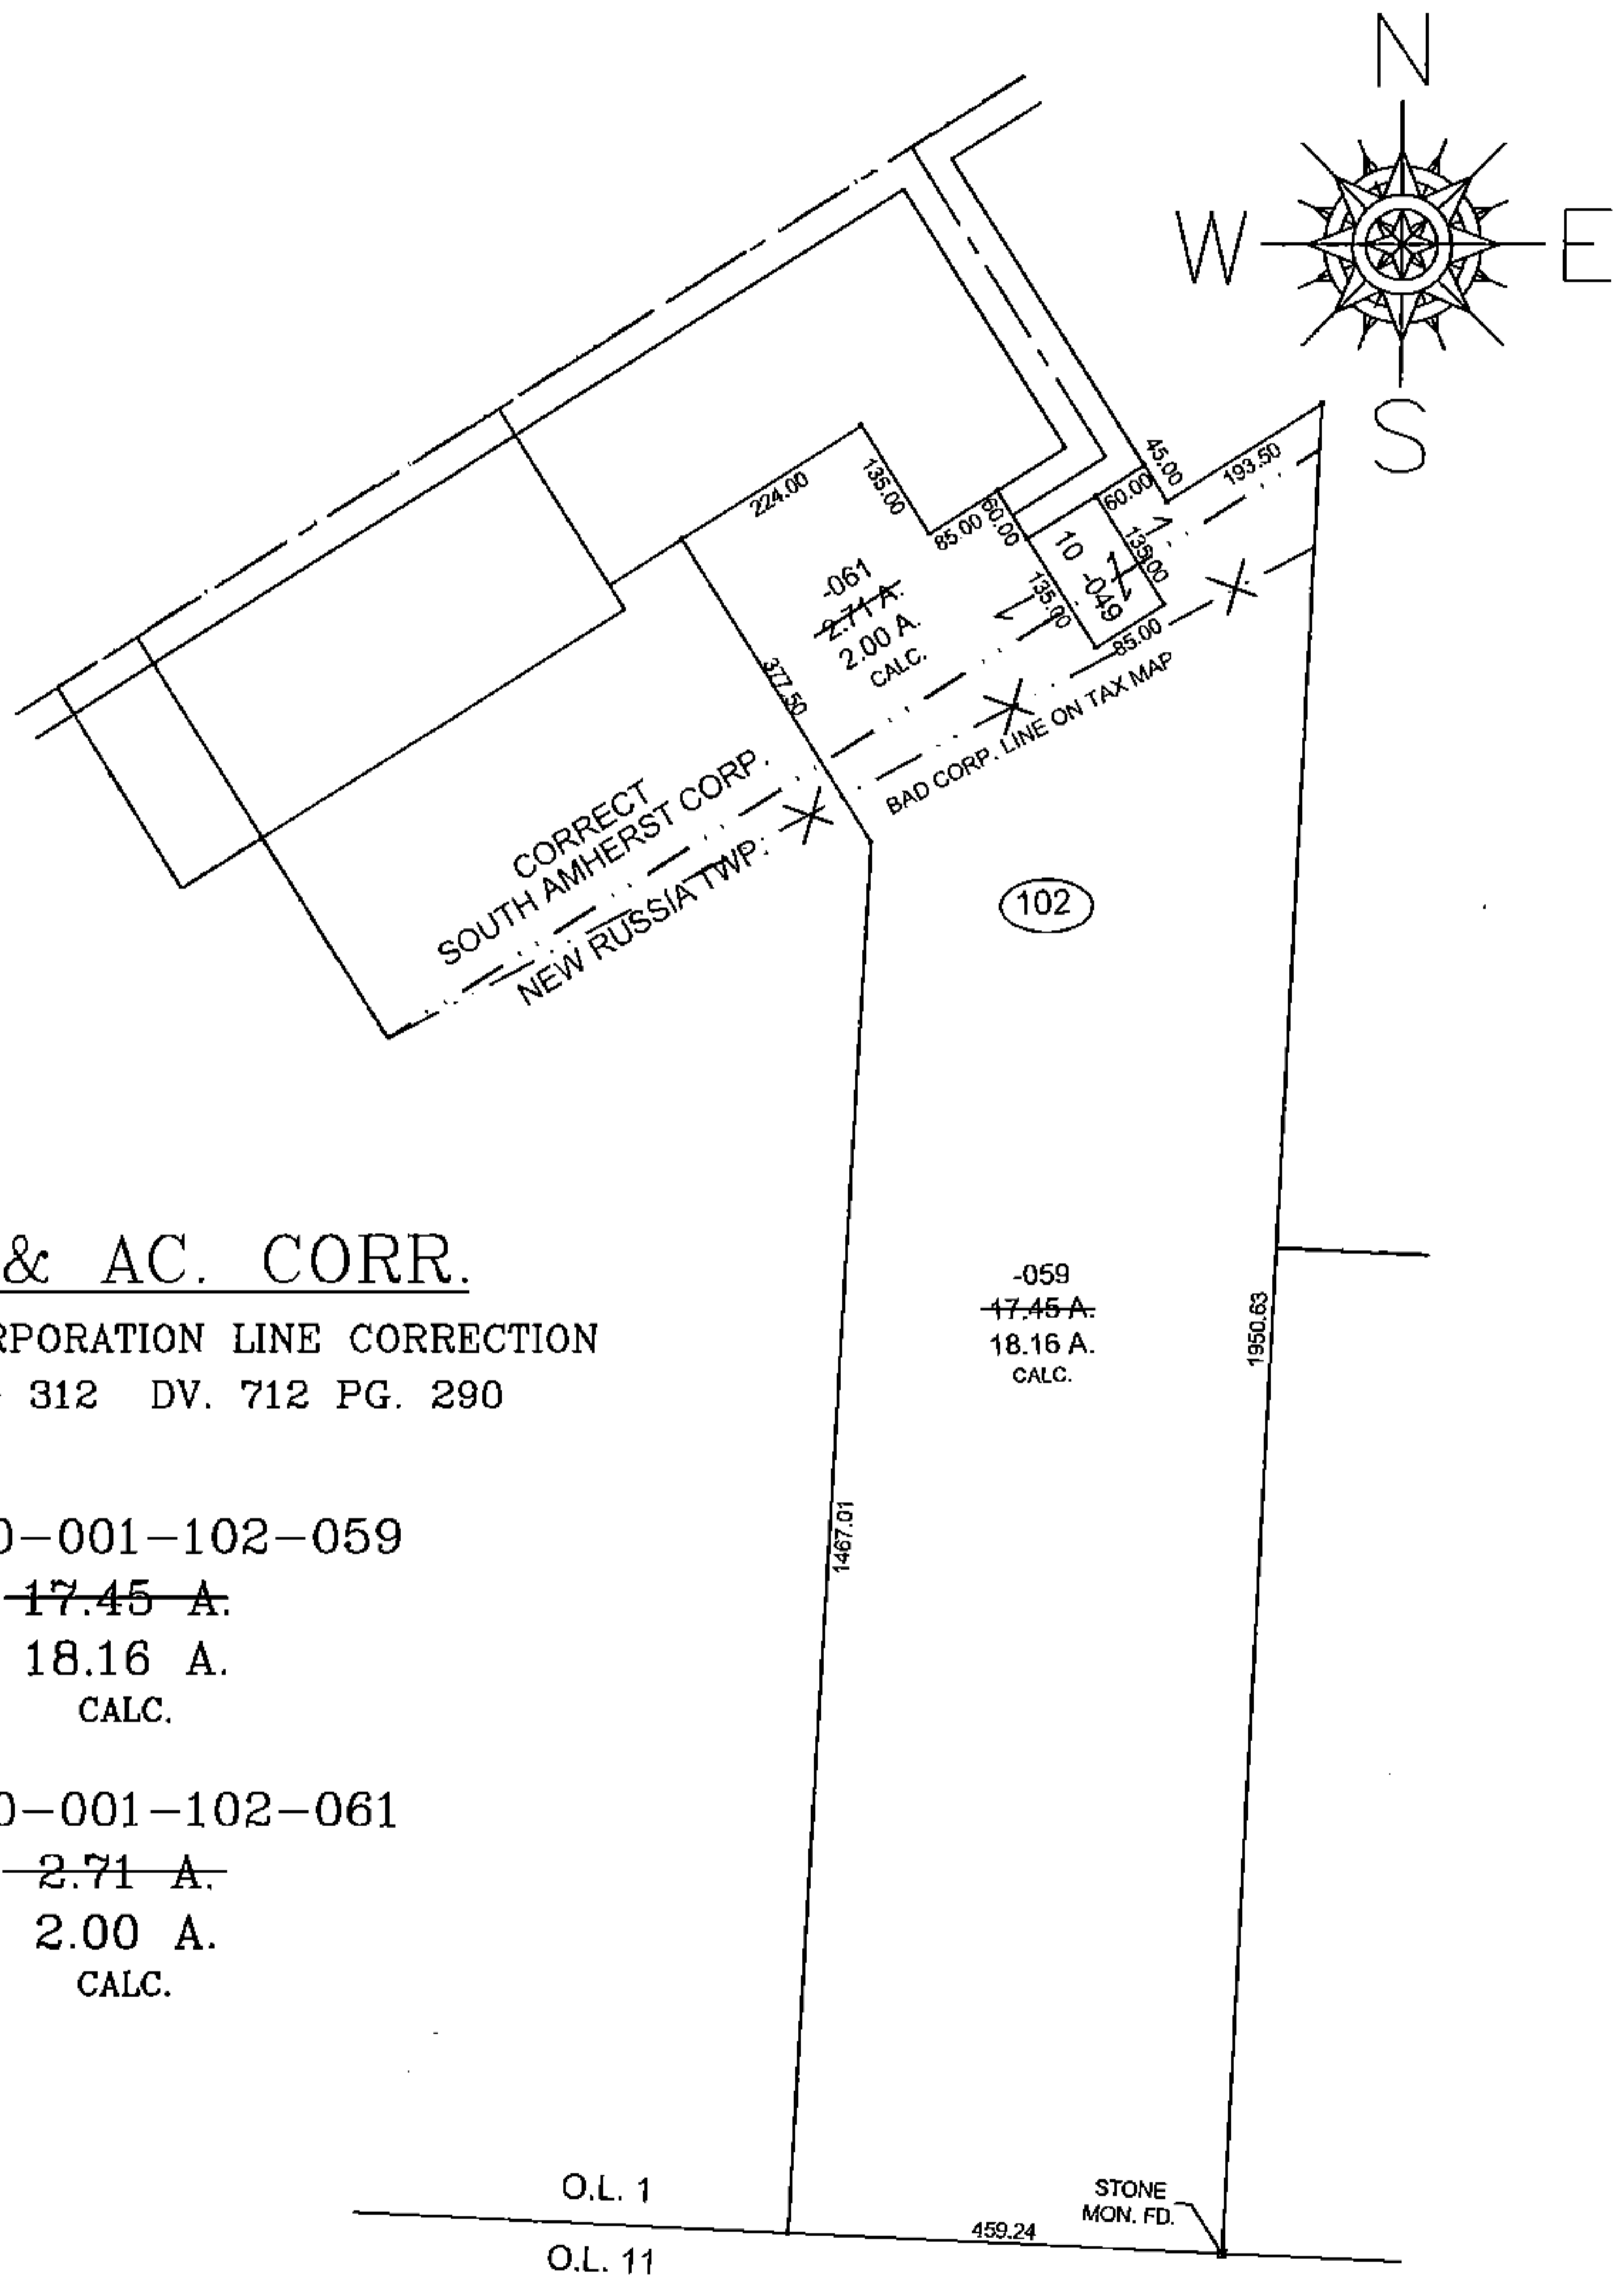 N
W
E
S
193.50
45.00
224.00
135.00
85.00
60.00
60.00
135.00
10
-049
135.00
85.00
-061
2.71 A.
2.00 A.
CALC.
377.50
BAD CORP. LINE ON TAX MAP
CORRECT
SOUTH AMHERST CORP.
NEW RUSSIA TWP.
102
& AC. CORR.
RPORATION LINE CORRECTION
312 DV. 712 PG. 290
-059
17.45 A.
18.16 A.
CALC.
1950.63
1467.01
0-001-102-059
17.45 A.
18.16 A.
CALC.
0-001-102-061
2.71 A.
2.00 A.
CALC.
O.L. 1
STONE
MON. FD.
459.24
O.L. 11